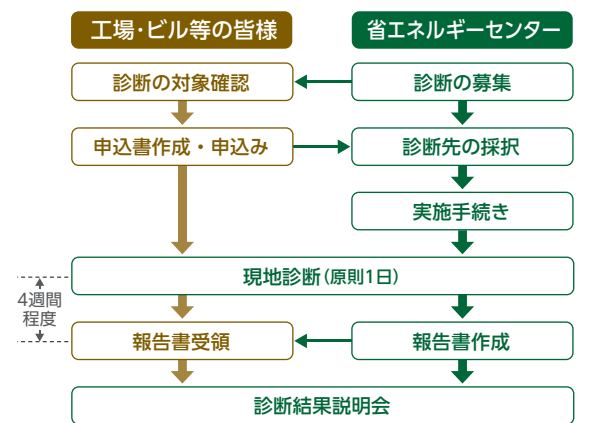 工場・ビル等の皆様
省エネルギーセンター
診断の対象確認
診断の募集
申込書作成・申込み
診断先の採択
実施手続き
現地診断(原則1日)
4週間
程度
報告書受領
報告書作成
診断結果説明会